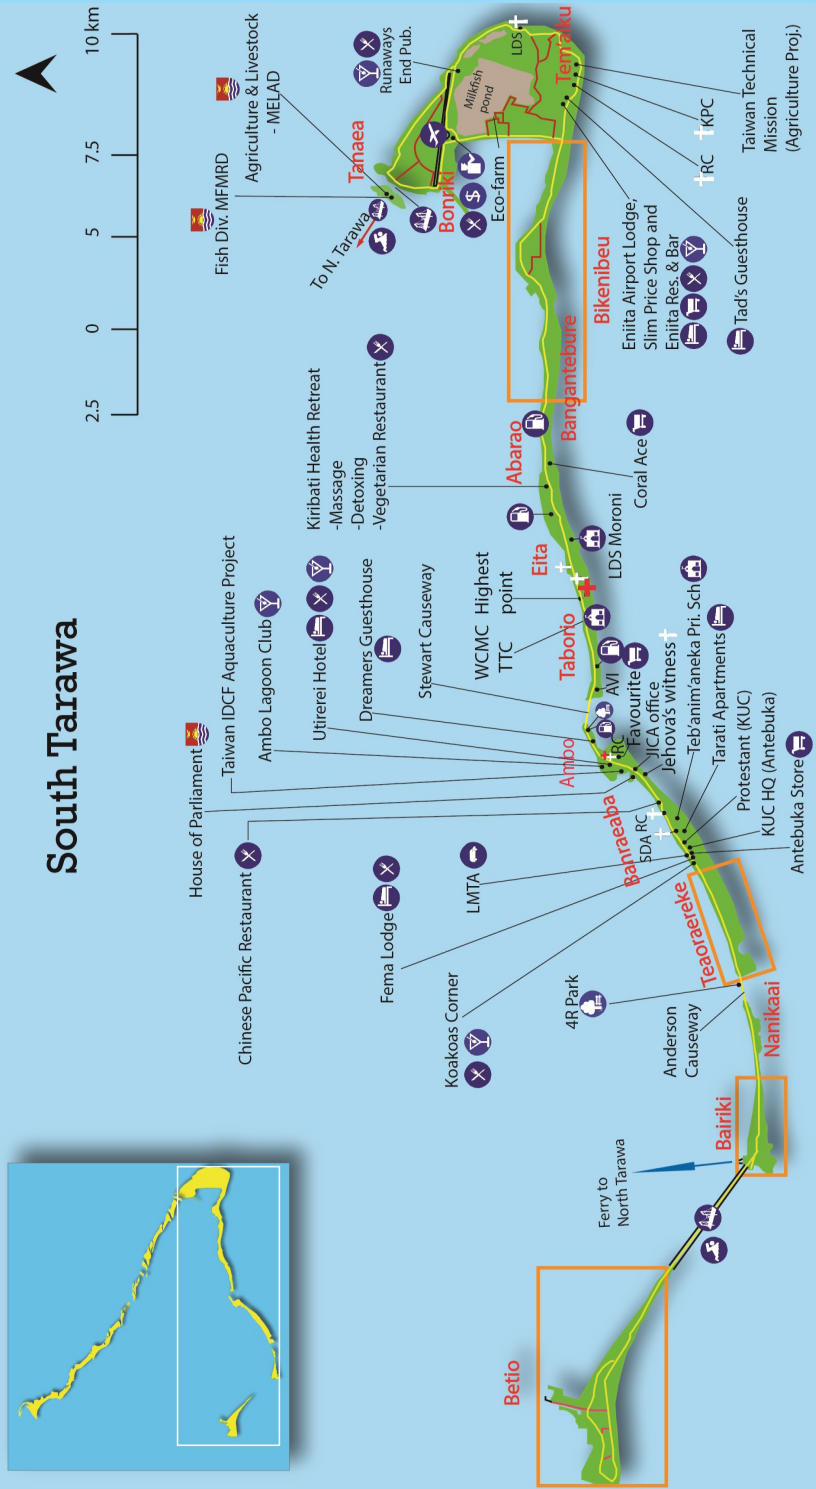 South Tarawa
2.5
0
5
7.5
10 km
House of Parliament
Taiwan IDCF Aquaculture Project
Ambo Lagoon Club
Utirerei Hotel
Dreamers Guesthouse
Stewart Causeway
Chinese Pacific Restaurant
Fema Lodge
LMTA
Koakoas Corner
4R Park
Anderson
Causeway
Ferry to
North Tarawa
Betio
Bairiki
Nanikaai
Teaoraereke
Banraeaba
SDA RC
Ambo
RC
AVI
Favourite
JICA office
Jehova's witness
Teb'anim'aneka Pri. Sch
Tarati Apartments
Protestant (KUC)
KUC HQ (Antebuka)
Antebuka Store
WCMC
TTC
Highest
point
Taborio
Eita
LDS Moroni
Kiribati Health Retreat
-Massage
-Detoxing
-Vegetarian Restaurant
Abarao
Coral Ace
Bangantebure
Bikenibeu
Eniita Airport Lodge,
Slim Price Shop and
Eniita Res. & Bar
Tad's Guesthouse
RC
KPC
Taiwan Technical
Mission
(Agriculture Proj.)
Tem'aiku
LDS
Milkfish
pond
Eco-farm
$
Bonriki
Tanaea
To N. Tarawa
Fish Div. MFMRD
Agriculture & Livestock
- MELAD
Runaways
End Pub.